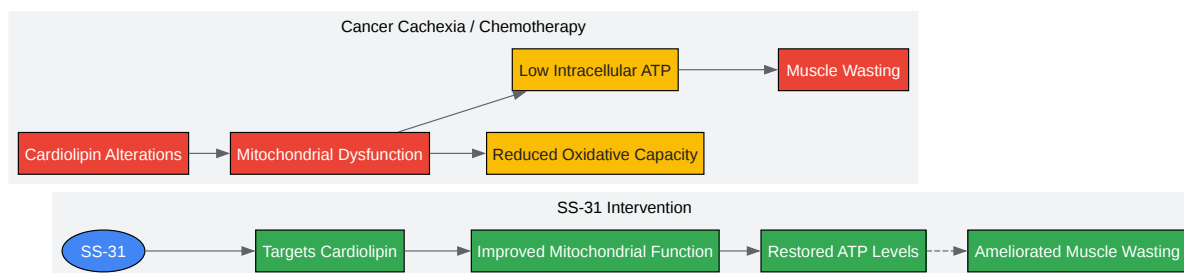 Cancer Cachexia / Chemotherapy
Low Intracellular ATP
Muscle Wasting
Cardiolipin Alterations
Mitochondrial Dysfunction
Reduced Oxidative Capacity
SS-31 Intervention
SS-31
Targets Cardiolipin
Improved Mitochondrial Function
Restored ATP Levels
Ameliorated Muscle Wasting